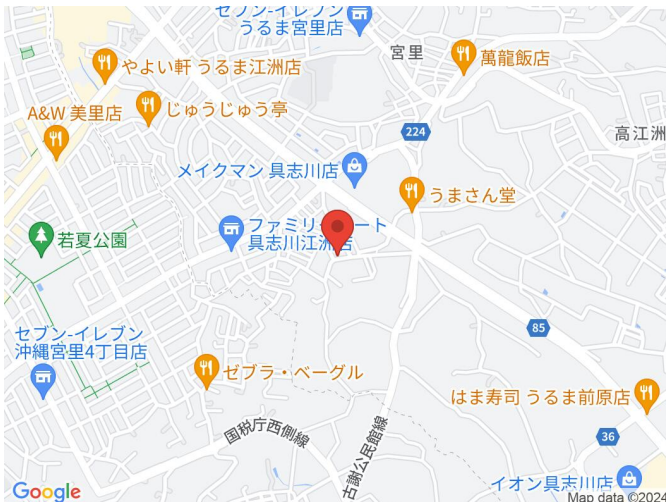 セブン-イレブン
うるま宮里店
宮里
萬龍飯店
やよい軒 うるま江洲店
A&W 美里店
じゅうじゅう亭
224
高江洲
メイクマン 具志川店
うまさん堂
若夏公園
ファミリーマート
具志川江洲店
セブン-イレブン
沖縄宮里4丁目店
85
ゼブラ・ベーグル
はま寿司 うるま前原店
国税庁西側線
古謝公民館線
36
イオン具志川店
Google
Map data ©2024